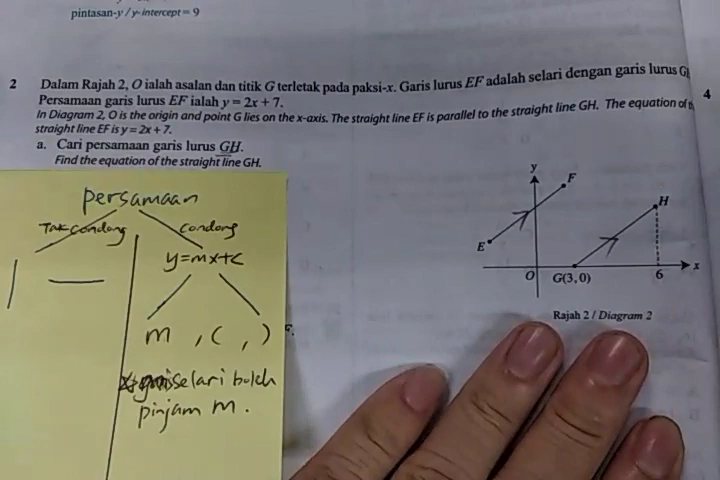 pintasan-y / y-intercept = 9
2 Dalam Rajah 2, O ialah asalan dan titik G terletak pada paksi-x. Garis lurus EF adalah selari dengan garis lurus G
Persamaan garis lurus EF ialah y = 2x + 7.
In Diagram 2, O is the origin and point G lies on the x-axis. The straight line EF is parallel to the straight line GH. The equation of
straight line EF is y = 2x + 7.
4
a. Cari persamaan garis lurus GH.
Find the equation of the straight line GH.
persamaan
Tak condong
condong
y=mx+c
m , ( , )
selari boleh
pinjam m.
y
F
H
E
O
G(3, 0)
6
x
Rajah 2 / Diagram 2